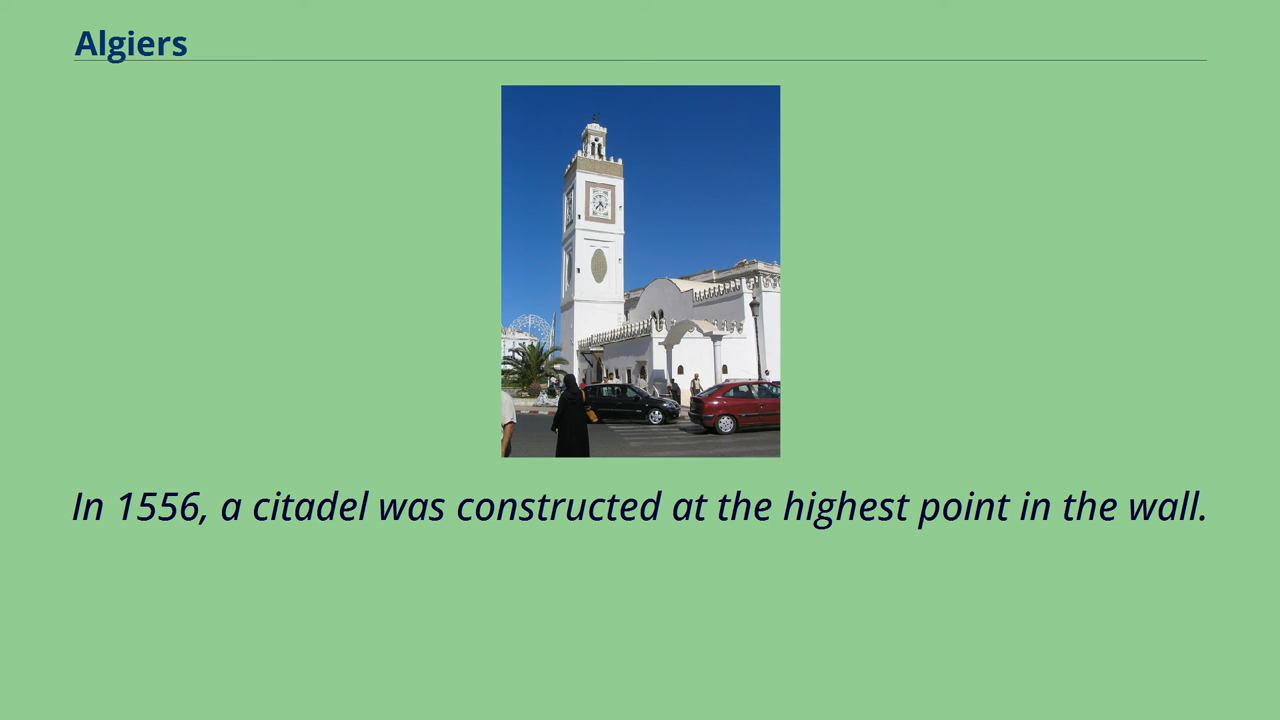 Algiers
In 1556, a citadel was constructed at the highest point in the wall.